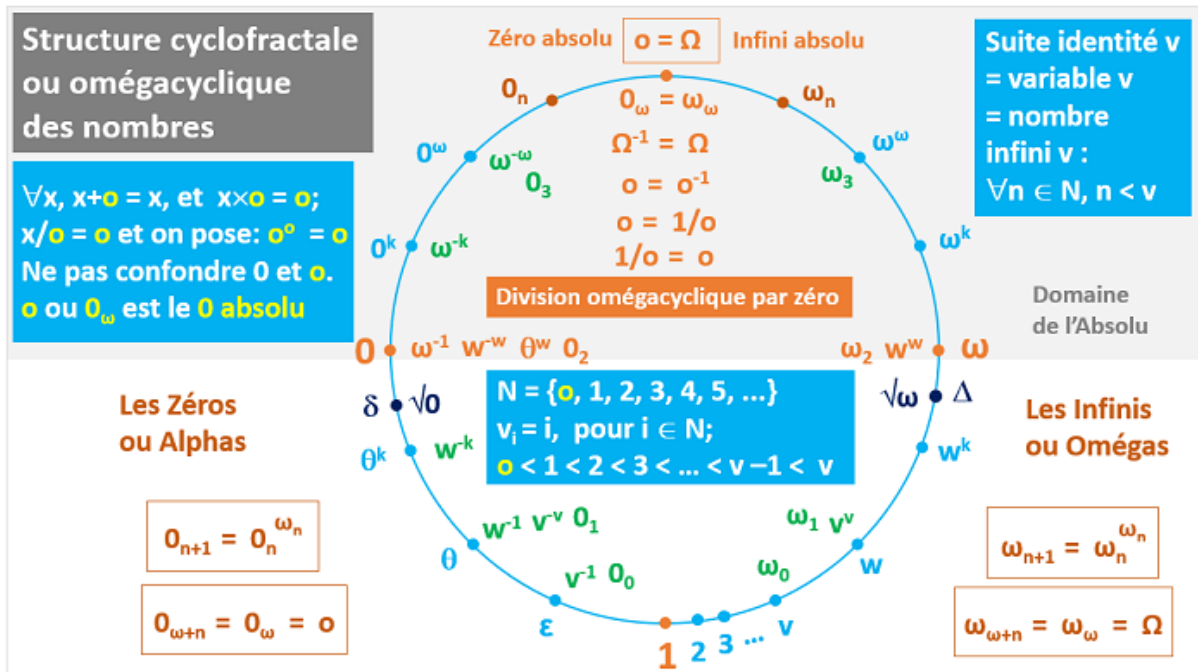 Structure cyclofractale
ou omégacyclique
des nombres
Zéro absolu o = Ω Infini absolu
Suite identité v
= variable v
= nombre
infini v :
∀n ∈ N, n < v
0ₙ ωₙ
0_ω = ω_ω
Ω⁻¹ = Ω
o = o⁻¹
o = 1/o
1/o = o
Division omégacyclique par zéro
0^ω ω^-ω 0₃
ω₃ ω^ω
0^k ω^-k
ω^k
∀x, x+o = x, et x×o = o;
x/o = o et on pose: o^o = o
Ne pas confondre 0 et o.
o ou 0_ω est le 0 absolu
Domaine
de l’Absolu
0 ω⁻¹ w^-w θ^w 0₂ ω₂ w^w ω
δ √0 √ω Δ
Les Zéros
ou Alphas
N = {o, 1, 2, 3, 4, 5, ...}
vᵢ = i, pour i ∈ N;
o < 1 < 2 < 3 < ... < v –1 < v
Les Infinis
ou Omégas
θ^k w^-k w^k
θ w⁻¹ v^-v 0₁ ω₁ v^v w
ε v⁻¹ 0₀ ω₀
1 2 3 ... v
0ₙ₊₁ = 0ₙ^ωₙ
0_ω+n = 0_ω = o
ωₙ₊₁ = ωₙ^ωₙ
ω_ω+n = ω_ω = Ω